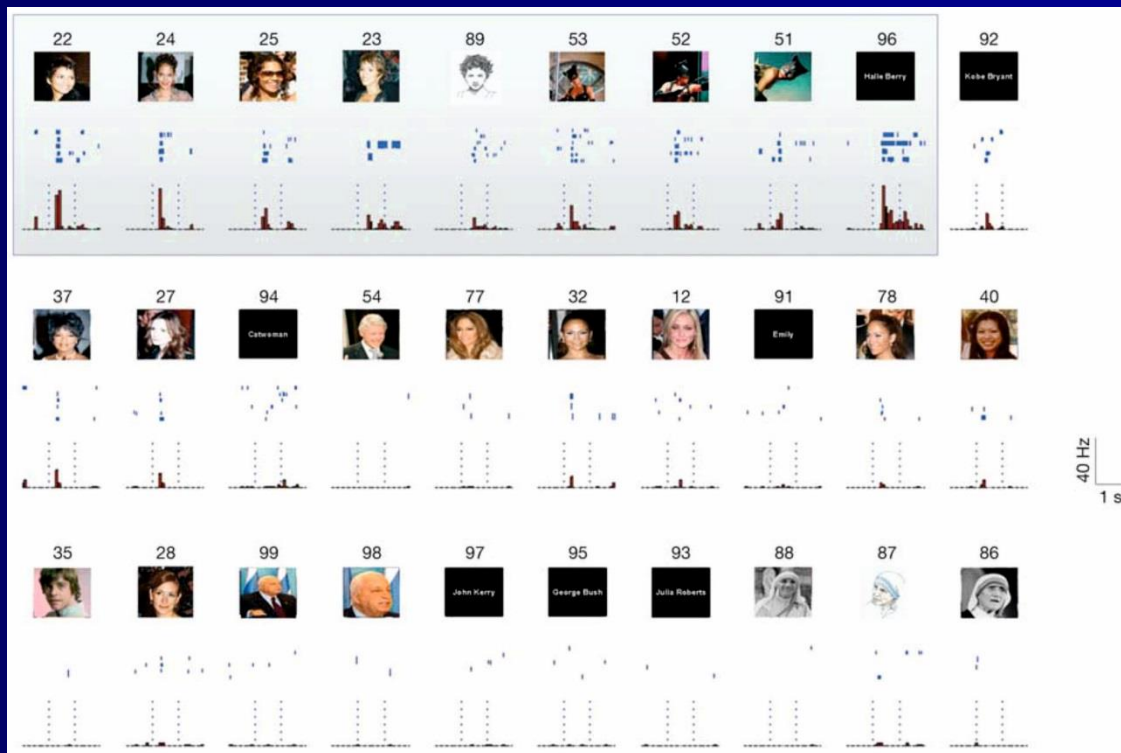 22 24 25 23 89 53 52 51 96 92
Halle Berry
Kobe Bryant
37 27 94 54 77 32 12 91 78 40
Catwoman
Emily
40 Hz
1 s
35 28 99 98 97 95 93 88 87 86
John Kerry
George Bush
Julia Roberts